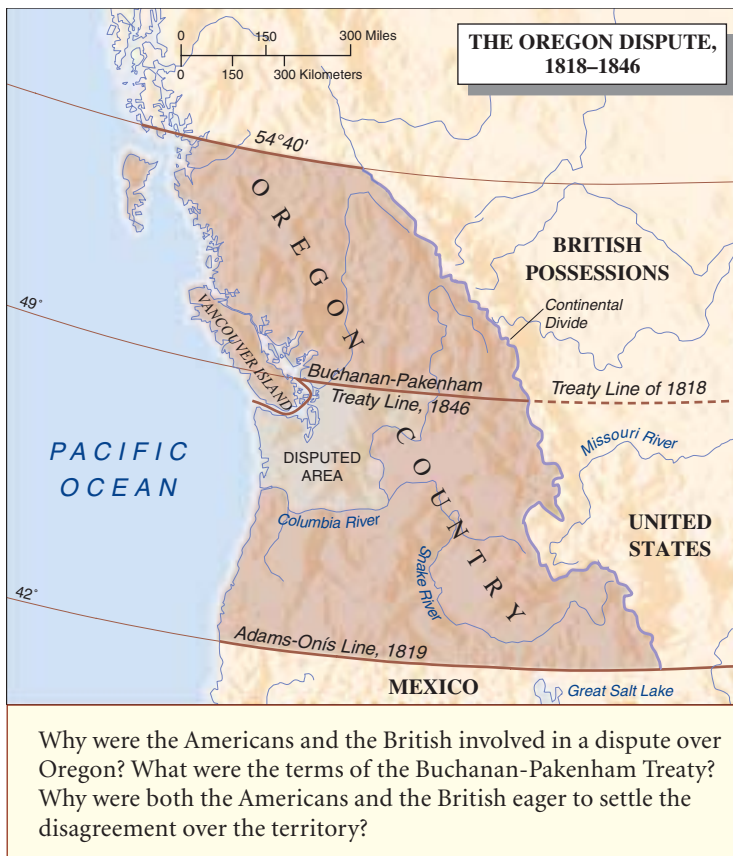 0 150 300 Miles
0 150 300 Kilometers
THE OREGON DISPUTE,
1818–1846
54°40'
OREGON
COUNTRY
BRITISH
POSSESSIONS
Continental
Divide
49°
VANCOUVER ISLAND
Buchanan-Pakenham
Treaty Line, 1846
Treaty Line of 1818
Missouri River
PACIFIC
OCEAN
DISPUTED
AREA
Columbia River
UNITED
STATES
Snake River
42°
Adams-Onís Line, 1819
MEXICO
Great Salt Lake
Why were the Americans and the British involved in a dispute over
Oregon? What were the terms of the Buchanan-Pakenham Treaty?
Why were both the Americans and the British eager to settle the
disagreement over the territory?